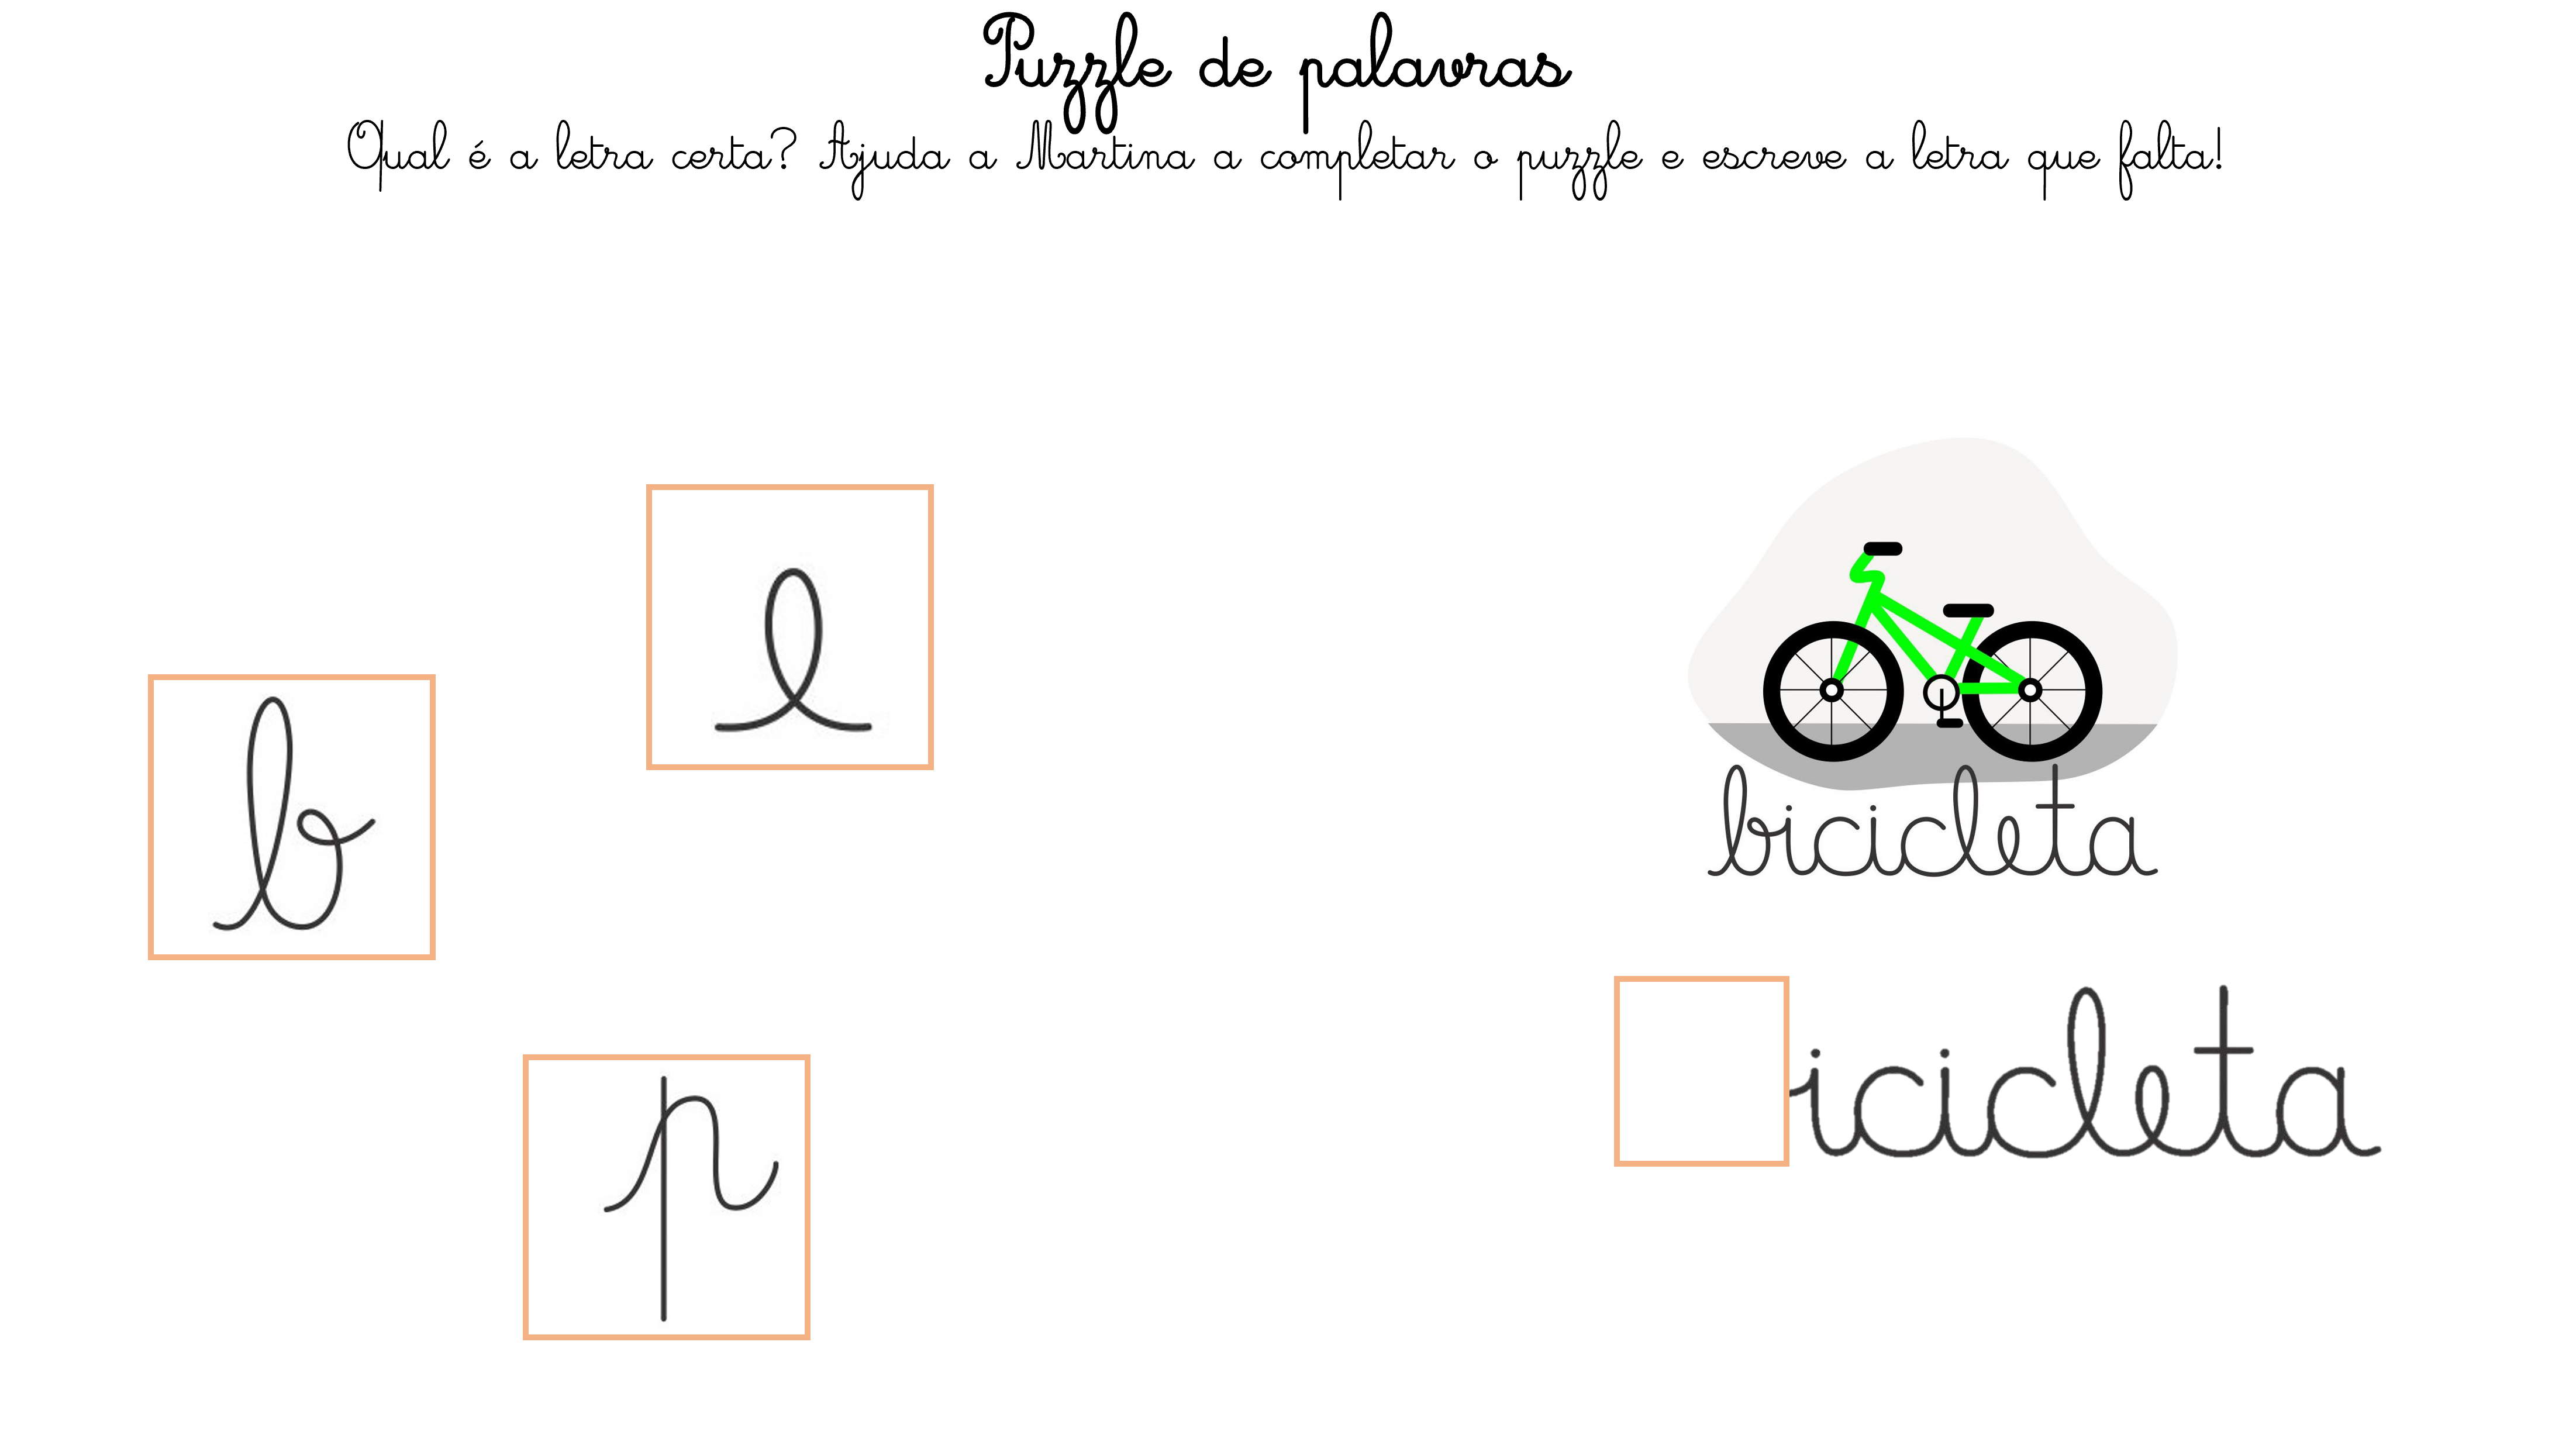 Puzzle de palavras
Qual é a letra certa? Ajuda a Martina a completar o puzzle e escreve a letra que falta!
e
b
bicicleta
icicleta
p